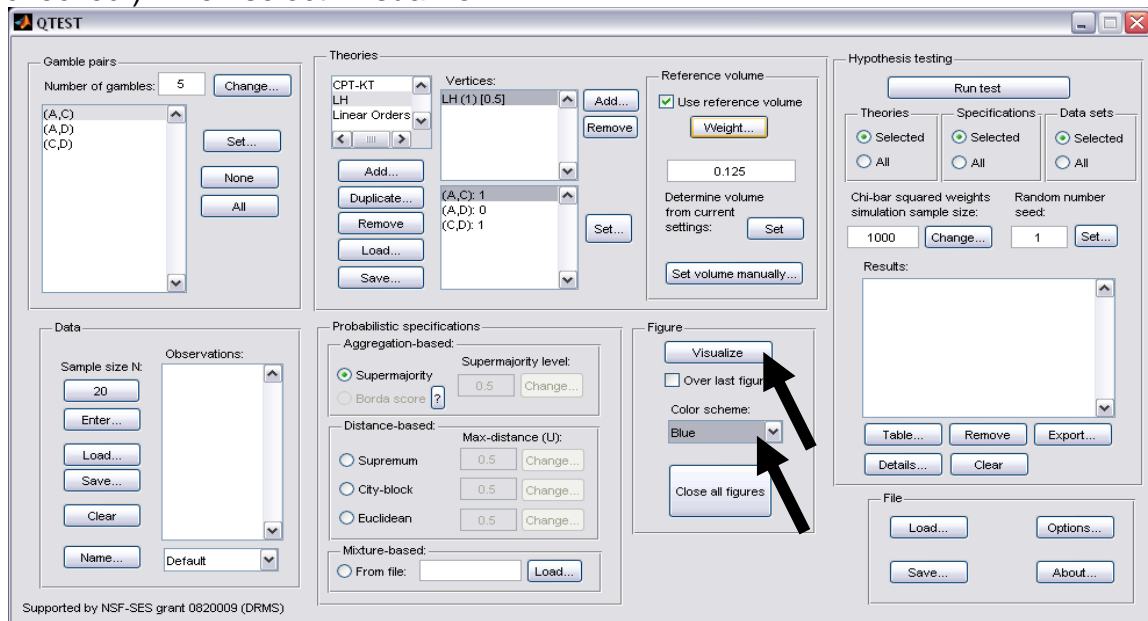 QTEST
Gamble pairs
Number of gambles: 5 Change...
(A,C)
(A,D)
(C,D)
Set...
None
All
Theories
CPT-KT
LH
Linear Orders
Add...
Duplicate...
Remove
Load...
Save...
Vertices:
LH (1) [0.5]
Add...
Remove
(A,C): 1
(A,D): 0
(C,D): 1
Set...
Reference volume
Use reference volume
Weight...
0.125
Determine volume
from current
settings: Set
Set volume manually...
Hypothesis testing
Run test
Theories
Selected
All
Specifications
Selected
All
Data sets
Selected
All
Chi-bar squared weights
simulation sample size:
1000 Change...
Random number
seed:
1 Set...
Results:
Table... Remove Export...
Details... Clear
Data
Sample size N:
20
Enter...
Load...
Save...
Clear
Name...
Observations:
Default
Probabilistic specifications
Aggregation-based:
Supermajority level:
Supermajority 0.5 Change...
Borda score ?
Distance-based:
Max-distance (U):
Supremum 0.5 Change...
City-block 0.5 Change...
Euclidean 0.5 Change...
Mixture-based:
From file: Load...
Figure
Visualize
Over last figur
Color scheme:
Blue
Close all figures
File
Load... Options...
Save... About...
Supported by NSF-SES grant 0820009 (DRMS)